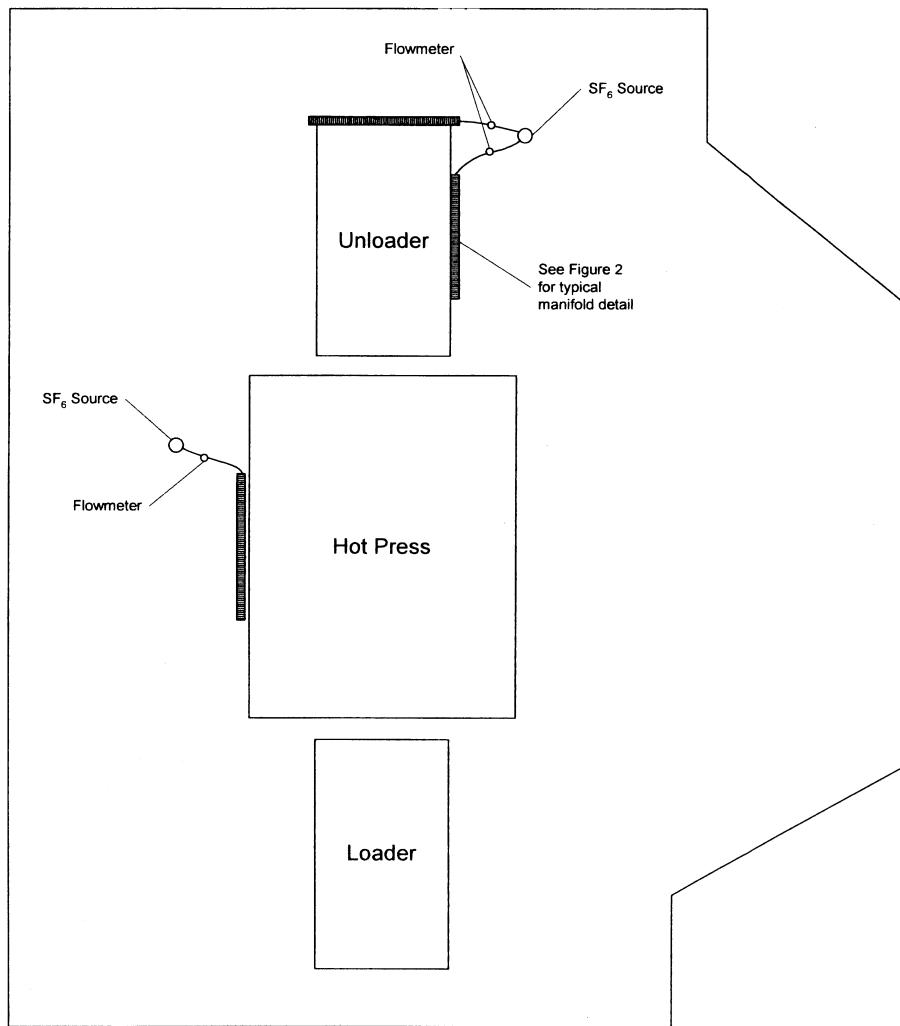 Flowmeter
SF₆ Source
Unloader
See Figure 2
for typical
manifold detail
SF₆ Source
Flowmeter
Hot Press
Loader